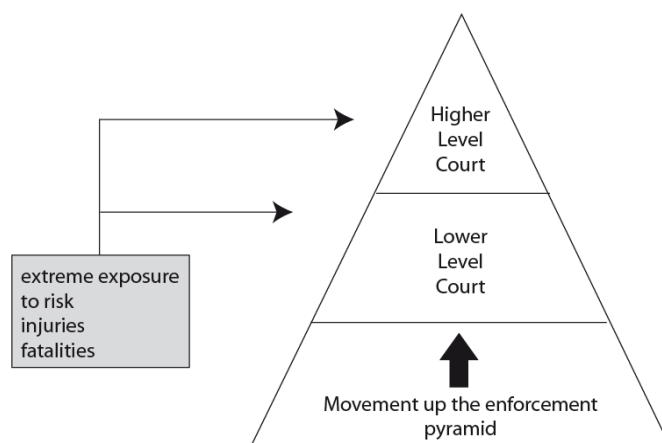 Higher
Level
Court
Lower
Level
Court
extreme exposure
to risk
injuries
fatalities
Movement up the enforcement
pyramid